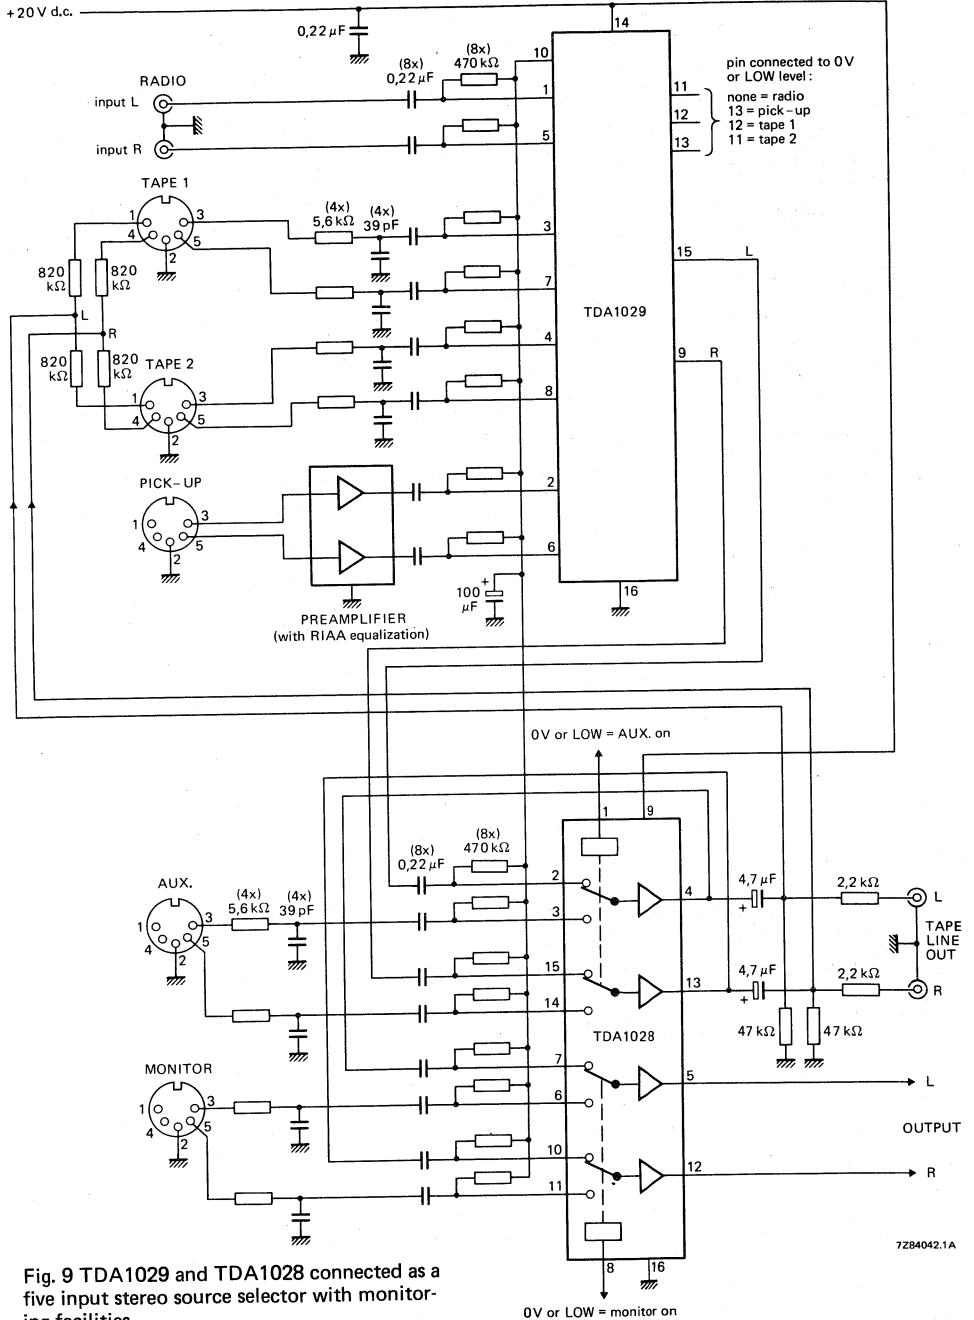 +20 V d.c.
0,22 µF
14
(8x)
0,22 µF
(8x)
470 kΩ
10
pin connected to 0 V
or LOW level :
none = radio
13 = pick-up
12 = tape 1
11 = tape 2
RADIO
input L
input R
1
5
11
12
13
TAPE 1
1
3
4
5
2
(4x)
5,6 kΩ
(4x)
39 pF
3
7
15
L
820
kΩ
820
kΩ
L
R
TDA1029
4
9
R
820
kΩ
820
kΩ
TAPE 2
1
3
4
5
2
8
PICK-UP
1
3
4
5
2
2
6
+
100
µF
16
PREAMPLIFIER
(with RIAA equalization)
0V or LOW = AUX. on
1
9
(8x)
0,22 µF
(8x)
470 kΩ
AUX.
1
3
4
5
2
(4x)
5,6 kΩ
(4x)
39 pF
2
3
4
4,7 µF
+
2,2 kΩ
L
TAPE
LINE
OUT
15
14
13
4,7 µF
+
2,2 kΩ
R
TDA1028
47 kΩ
47 kΩ
MONITOR
1
3
4
5
2
7
6
5
L
OUTPUT
10
11
12
R
8
16
7Z84042.1A
Fig. 9 TDA1029 and TDA1028 connected as a
five input stereo source selector with monitor-
ing facilities
0V or LOW = monitor on